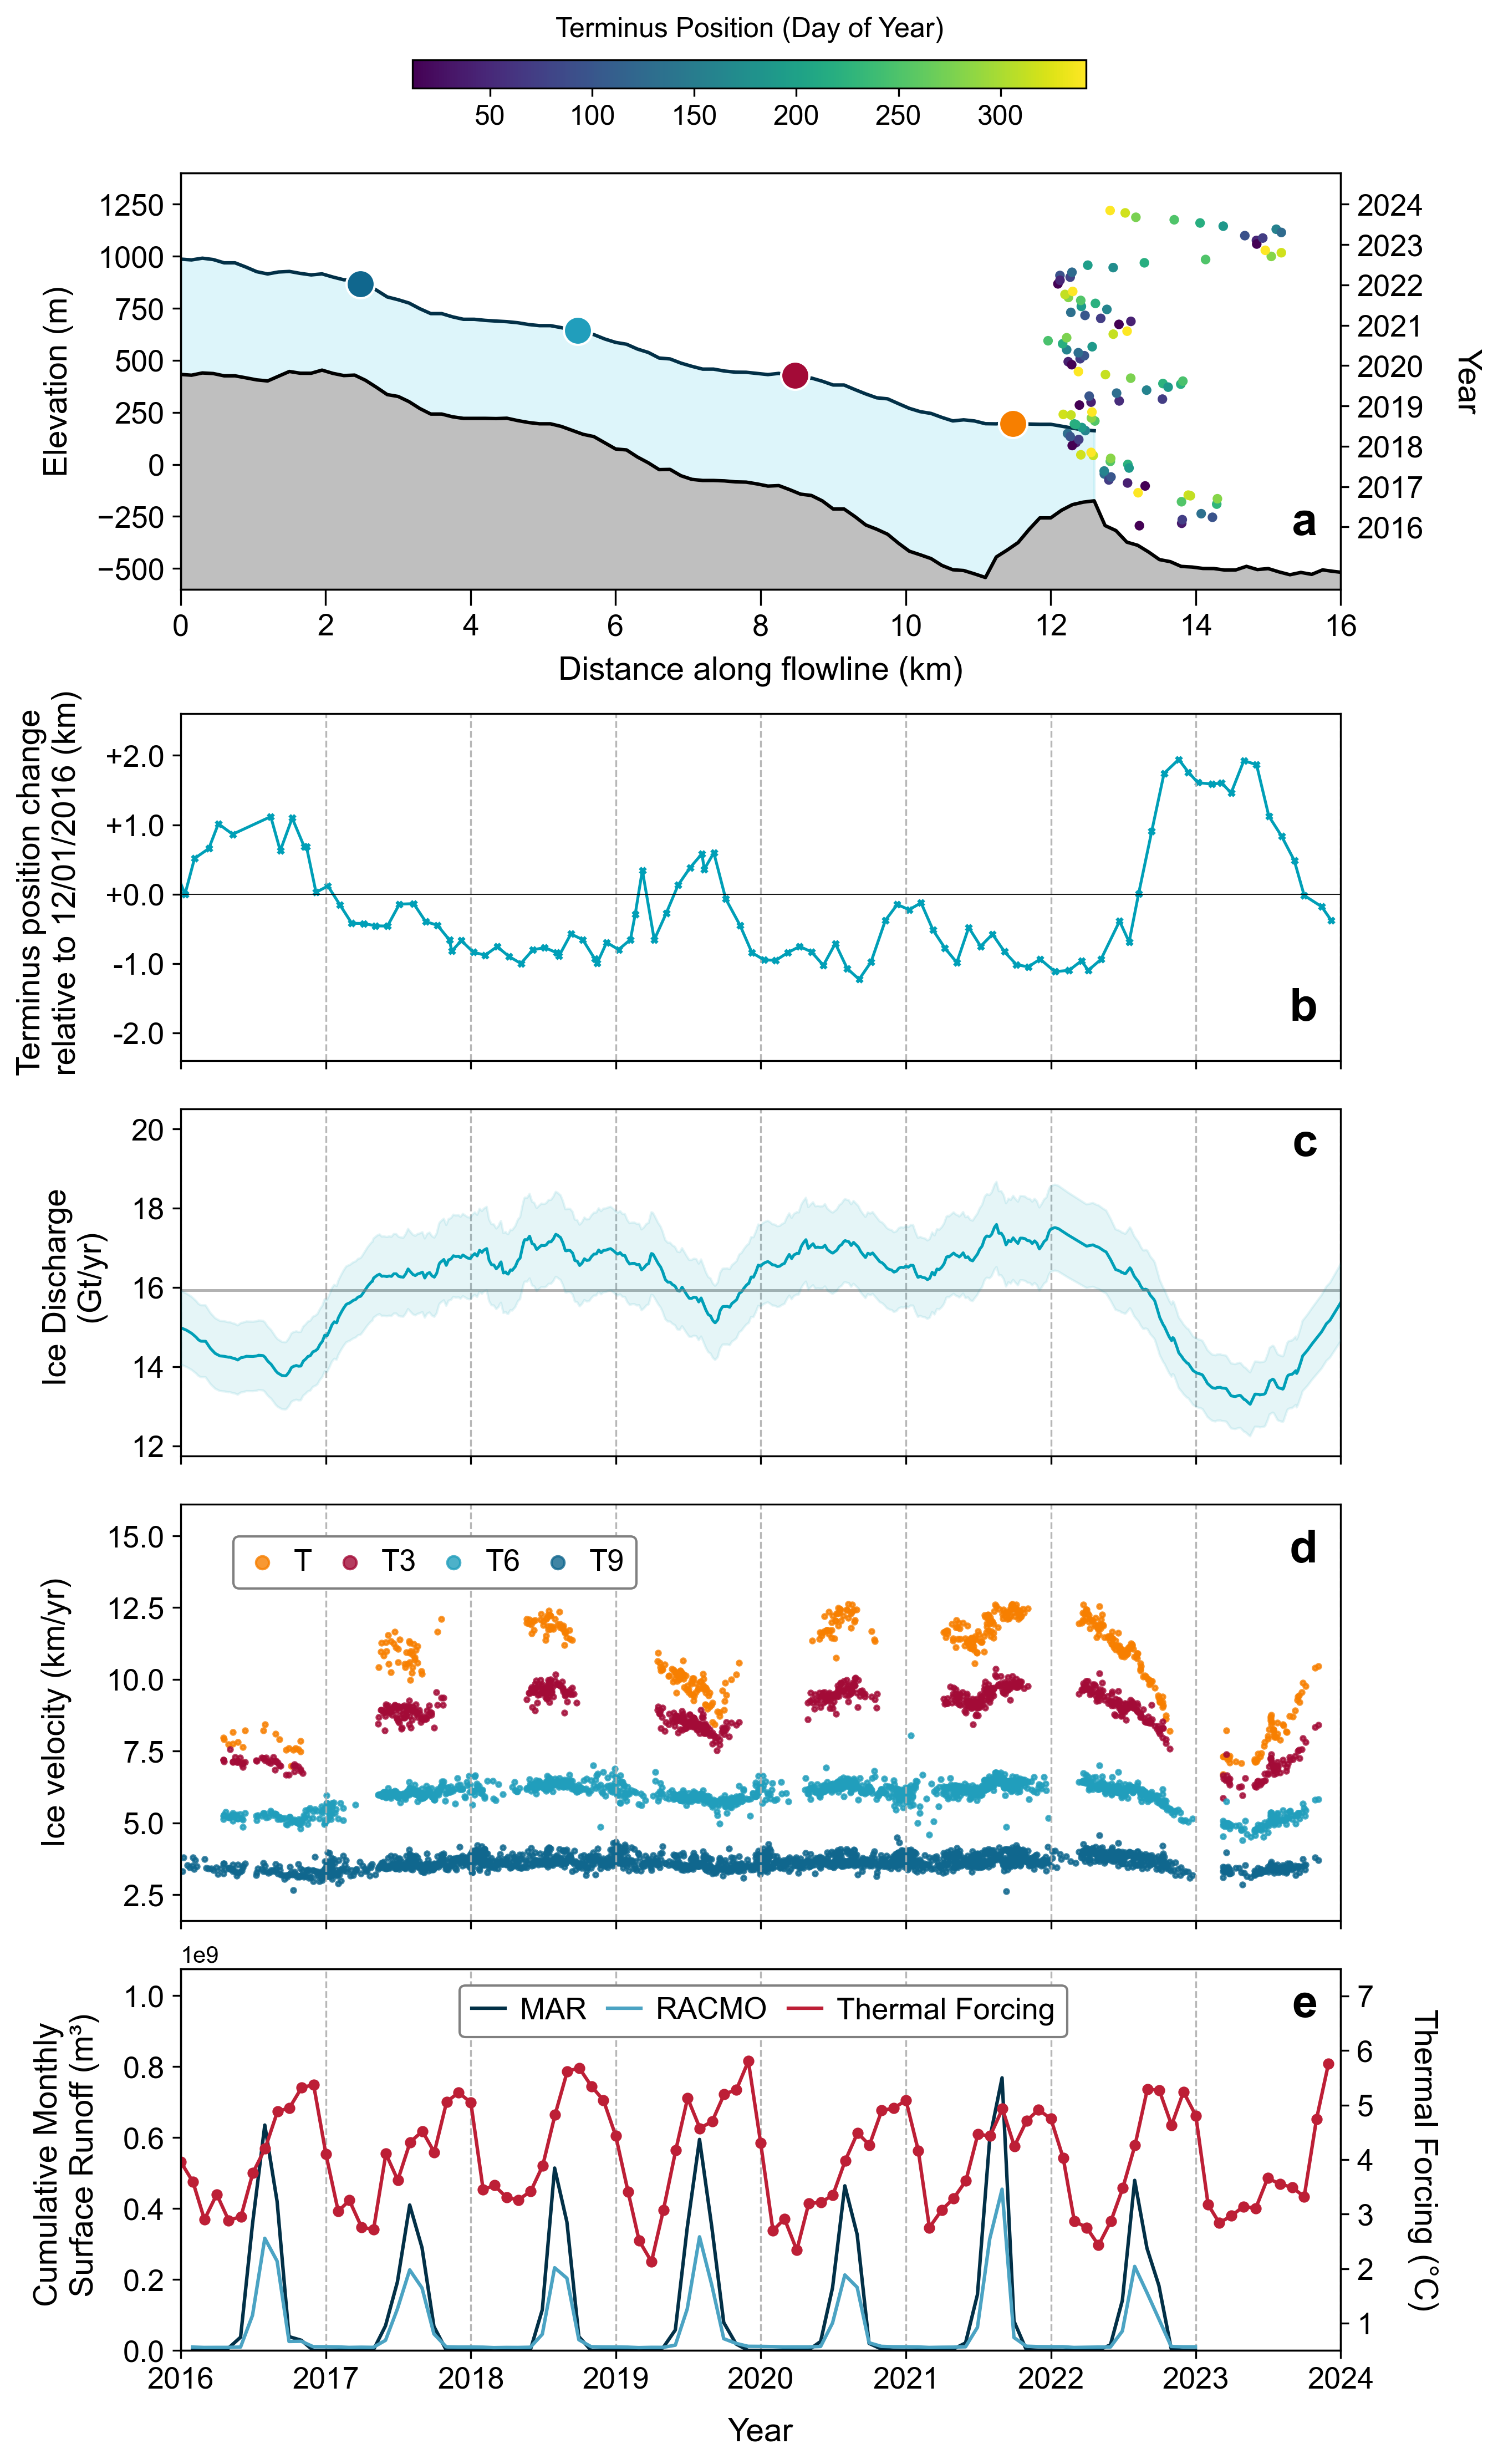 Terminus Position (Day of Year)
50 100 150 200 250 300
1250
1000
750
500
250
0
−250
−500
Elevation (m)
2024
2023
2022
2021
2020
2019
2018
2017
2016
Year
a
0 2 4 6 8 10 12 14 16
Distance along flowline (km)
Terminus position change
relative to 12/01/2016 (km)
+2.0
+1.0
+0.0
-1.0
-2.0
b
Ice Discharge
(Gt/yr)
20
18
16
14
12
c
Ice velocity (km/yr)
15.0
12.5
10.0
7.5
5.0
2.5
T T3 T6 T9
d
1e9
Cumulative Monthly
Surface Runoff (m³)
1.0
0.8
0.6
0.4
0.2
0.0
MAR RACMO Thermal Forcing
e
7
6
5
4
3
2
1
Thermal Forcing (°C)
2016 2017 2018 2019 2020 2021 2022 2023 2024
Year